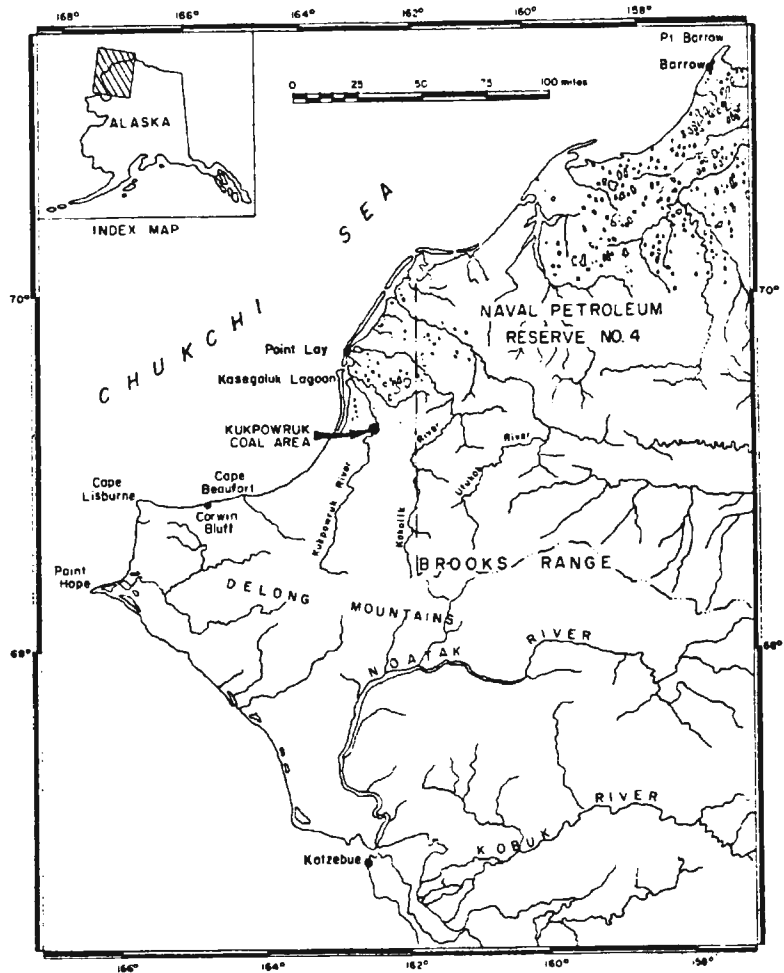 168°
166°
164°
162°
160°
158°
Pt Barrow
Barrow
0 25 50 75 100 miles
ALASKA
INDEX MAP
CHUKCHI SEA
70°
70°
NAVAL PETROLEUM
RESERVE NO. 4
Point Lay
Kasegaluk Lagoon
KUKPOWRUK
COAL AREA
River
River
Utukok
Kukpowruk River
Kokolik
Cape
Lisburne
Cape
Beaufort
Corwin
Bluff
BROOKS RANGE
Point
Hope
DELONG MOUNTAINS
68°
68°
NOATAK RIVER
KOBUK RIVER
Kotzebue
166°
164°
162°
160°
158°